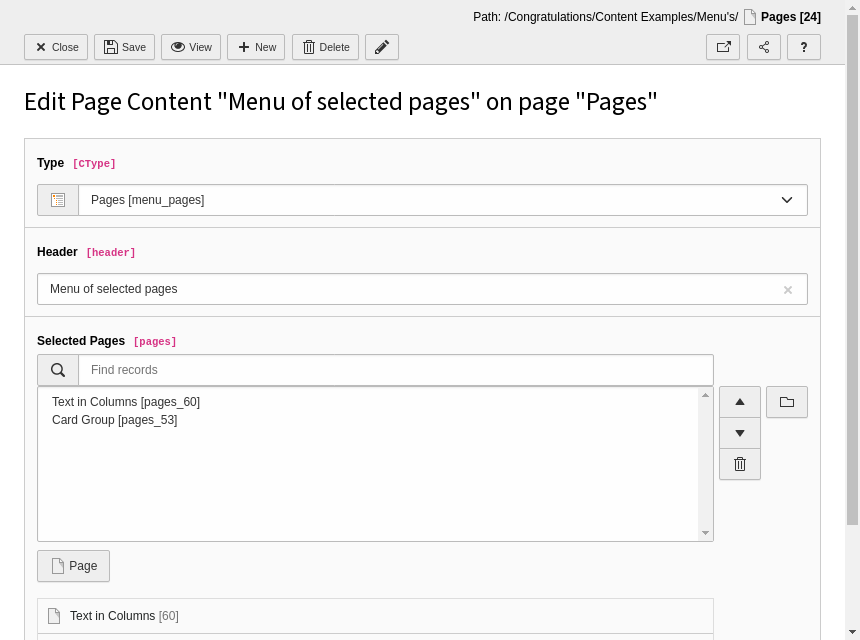 Path: /Congratulations/Content Examples/Menu's/ Pages [24]
Close Save View New Delete ?
Edit Page Content "Menu of selected pages" on page "Pages"
Type [CType]
Pages [menu_pages]
Header [header]
Menu of selected pages
Selected Pages [pages]
Find records
Text in Columns [pages_60]
Card Group [pages_53]
Page
Text in Columns [60]